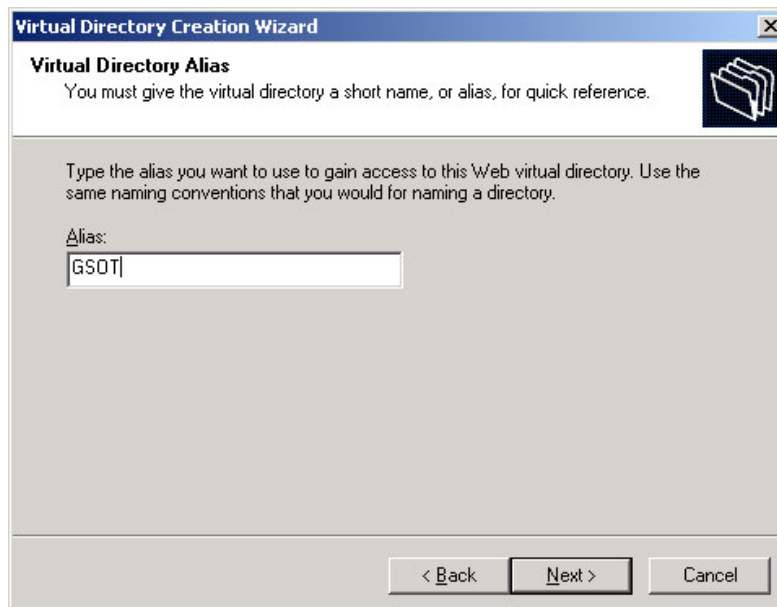 Virtual Directory Creation Wizard
Virtual Directory Alias
You must give the virtual directory a short name, or alias, for quick reference.
Type the alias you want to use to gain access to this Web virtual directory. Use the
same naming conventions that you would for naming a directory.
Alias:
GSOT
< Back Next > Cancel